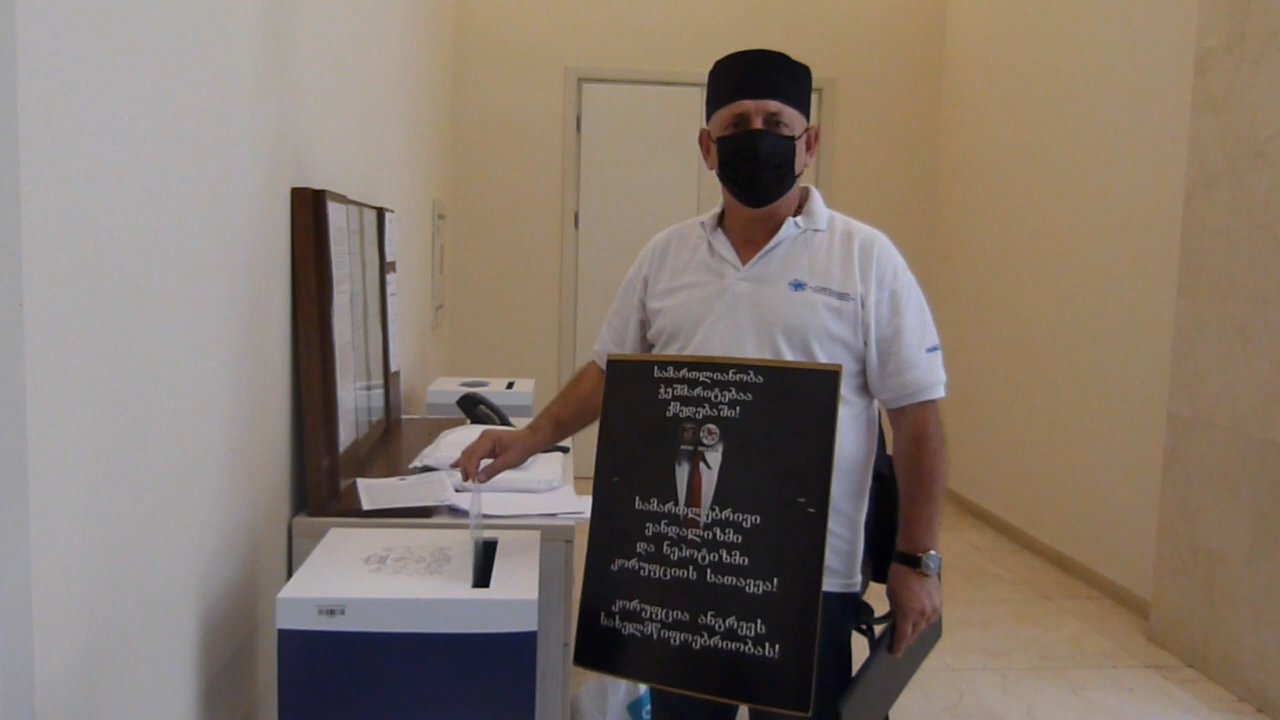 სამართლიანობა
ჭეშმარიტებაა
ქმედებაში!
სამართლებრივი
ვანდალიზმი
და ნეპოტიზმი
კორუფციის სათავეა!
კორუფცია ანგრევს
სახელმწიფოებრიობას!